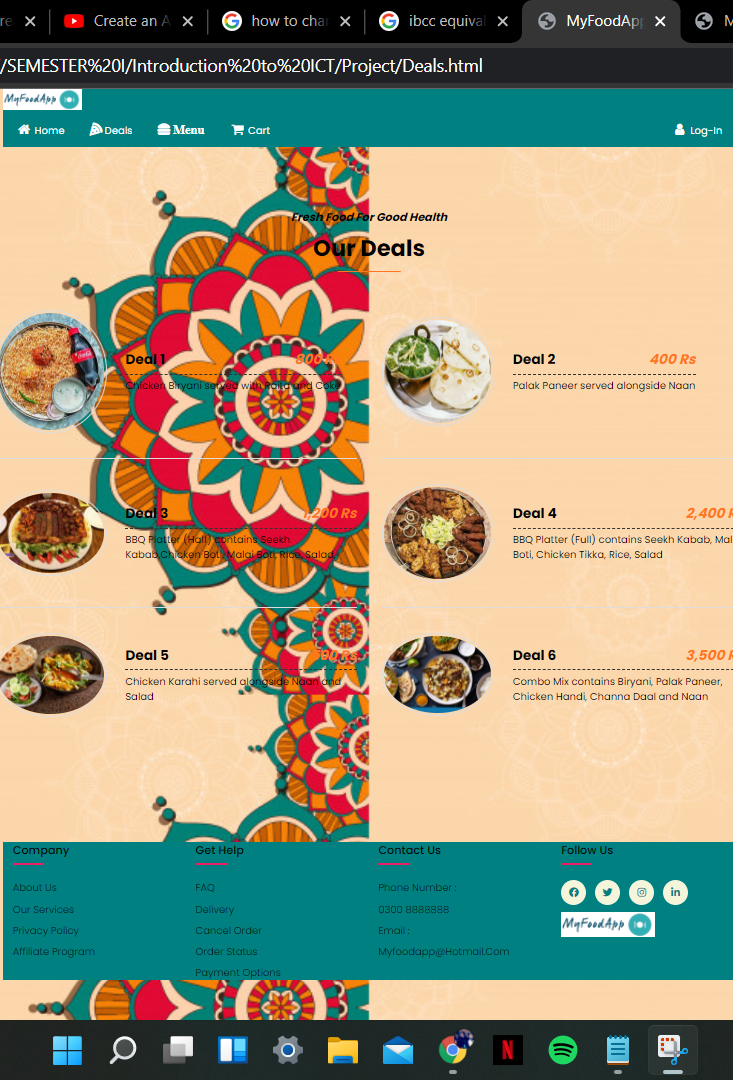 Create an A
how to cha
ibcc equiva
MyFoodAp
/SEMESTER%20I/Introduction%20to%20ICT/Project/Deals.html
MyFoodApp
Home Deals Menu Cart Log-In
Fresh Food For Good Health
Our Deals
Deal 1
Chicken Biryani served with Raita and Coke
Deal 2 400 Rs
Palak Paneer served alongside Naan
Deal 3 1,200 Rs
BBQ Platter (Half) contains Seekh
Kabab,Chicken Boti, Malai Boti, Rice, Salad
Deal 4 2,400 R
BBQ Platter (Full) contains Seekh Kabab, Mal
Boti, Chicken Tikka, Rice, Salad
Deal 5
Chicken Karahi served alongside Naan and
Salad
Deal 6 3,500 R
Combo Mix contains Biryani, Palak Paneer,
Chicken Handi, Channa Daal and Naan
Company
About Us
Our Services
Privacy Policy
Affiliate Program
Get Help
FAQ
Delivery
Cancel Order
Order Status
Payment Options
Contact Us
Phone Number :
0300 8888888
Email :
Myfoodapp@Hotmail.Com
Follow Us
MyFoodApp